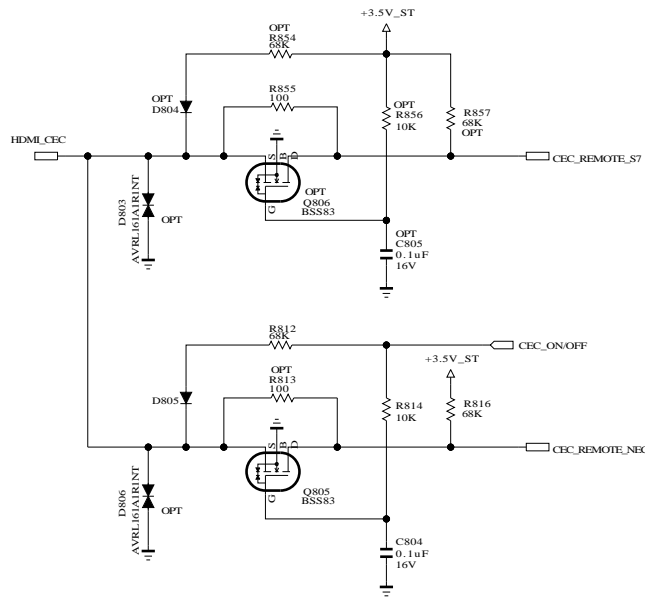 +3.5V_ST
OPT
R854
68K
OPT
D804
R855
100
OPT
R856
10K
R857
68K
OPT
HDMI_CEC
CEC_REMOTE_S7
S
B
D
G
OPT
Q806
BSS83
D803
AVRL161A1R1NT
OPT
OPT
C805
0.1uF
16V
R812
68K
CEC_ON/OFF
+3.5V_ST
D805
OPT
R813
100
R814
10K
R816
68K
CEC_REMOTE_NEC
S
B
D
G
Q805
BSS83
D806
AVRL161A1R1NT
OPT
C804
0.1uF
16V